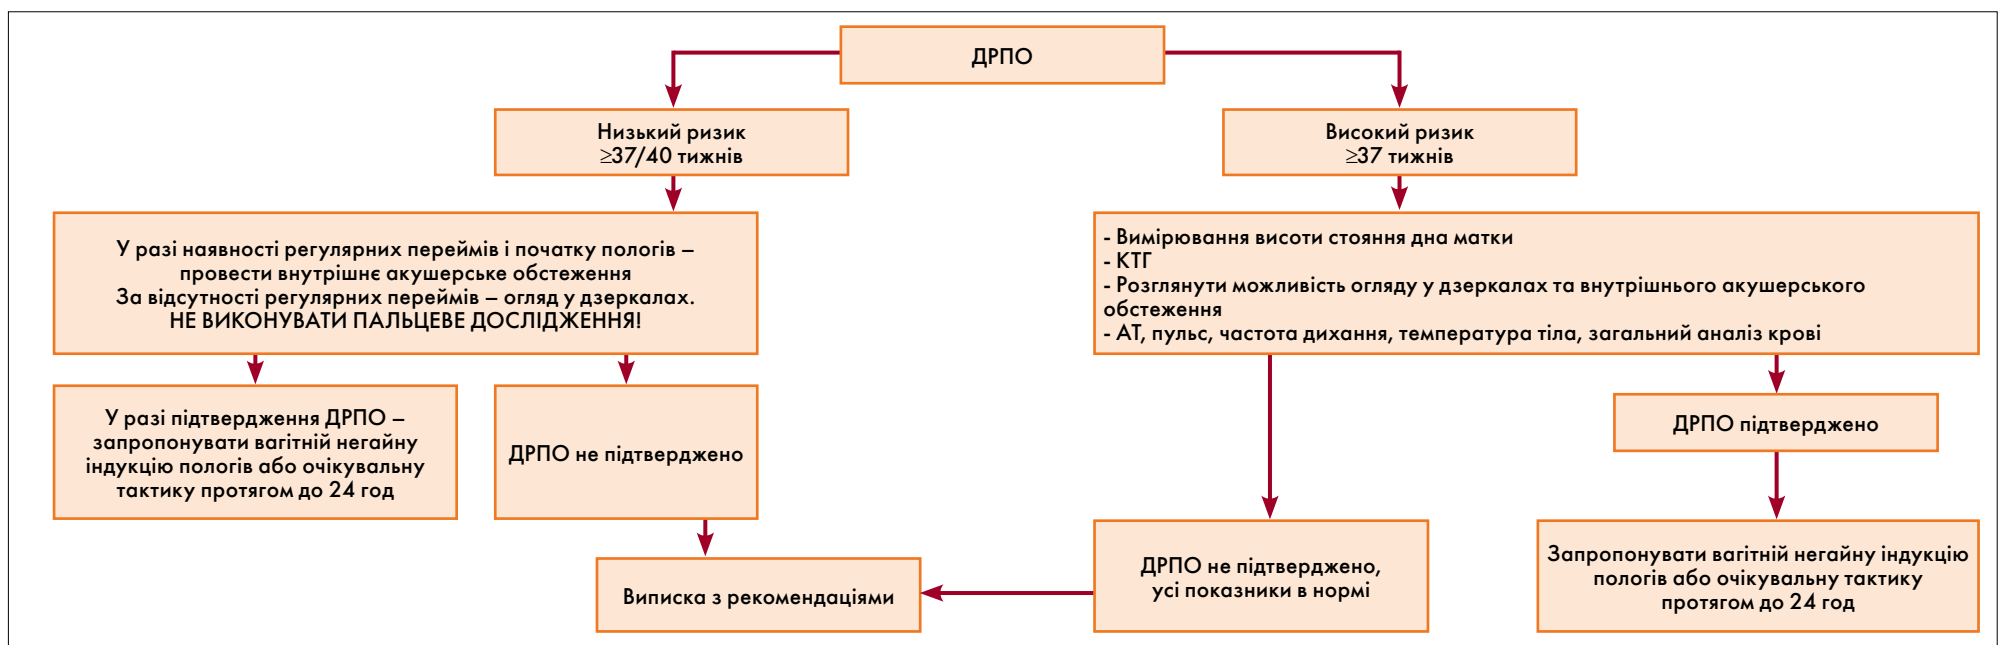 ДРПО
Низький ризик
≥37/40 тижнів
Високий ризик
≥37 тижнів
У разі наявності регулярних переймів і початку пологів –
провести внутрішнє акушерське обстеження
За відсутності регулярних переймів – огляд у дзеркалах.
НЕ ВИКОНУВАТИ ПАЛЬЦЕВЕ ДОСЛІДЖЕННЯ!
- Вимірювання висоти стояння дна матки
- КТГ
- Розглянути можливість огляду у дзеркалах та внутрішнього акушерського
обстеження
- АТ, пульс, частота дихання, температура тіла, загальний аналіз крові
У разі підтвердження ДРПО –
запропонувати вагітній негайну
індукцію пологів або очікувальну
тактику протягом до 24 год
ДРПО не підтверджено
ДРПО підтверджено
Виписка з рекомендаціями
ДРПО не підтверджено,
усі показники в нормі
Запропонувати вагітній негайну індукцію
пологів або очікувальну тактику
протягом до 24 год